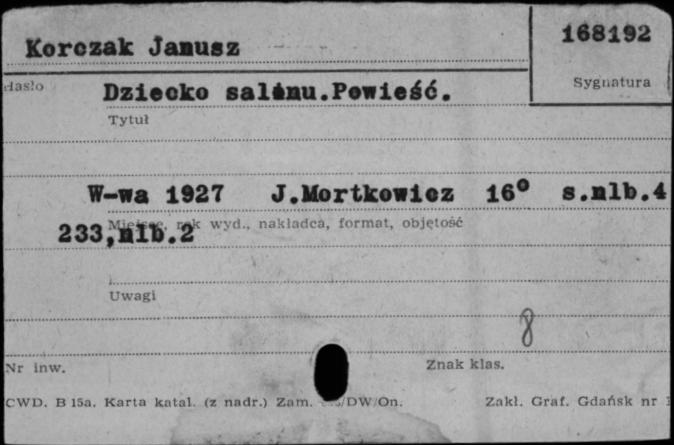 Korczak Janusz
168192
Hasło
Sygnatura
Dziecko salonu.Powieść.
Tytuł
W-wa 1927 J.Mortkowicz 16° s.nlb.4
Miejsce, rok wyd., nakładca, format, objętość
233,nlb.2
Uwagi
8
Nr inw.
Znak klas.
CWD. B 15a. Karta katal. (z nadr.) Zam. /DW/On.
Zakł. Graf. Gdańsk nr